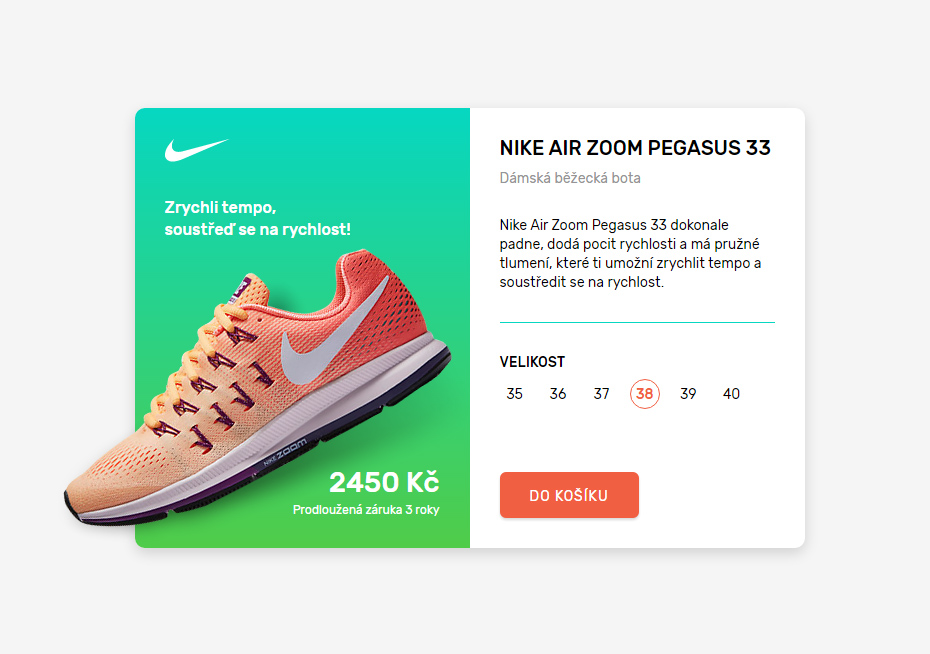 Zrychli tempo,
soustřeď se na rychlost!
NIKE ZOOM
2450 Kč
Prodloužená záruka 3 roky
NIKE AIR ZOOM PEGASUS 33
Dámská běžecká bota
Nike Air Zoom Pegasus 33 dokonale
padne, dodá pocit rychlosti a má pružné
tlumení, které ti umožní zrychlit tempo a
soustředit se na rychlost.
VELIKOST
35 36 37 38 39 40
DO KOŠÍKU